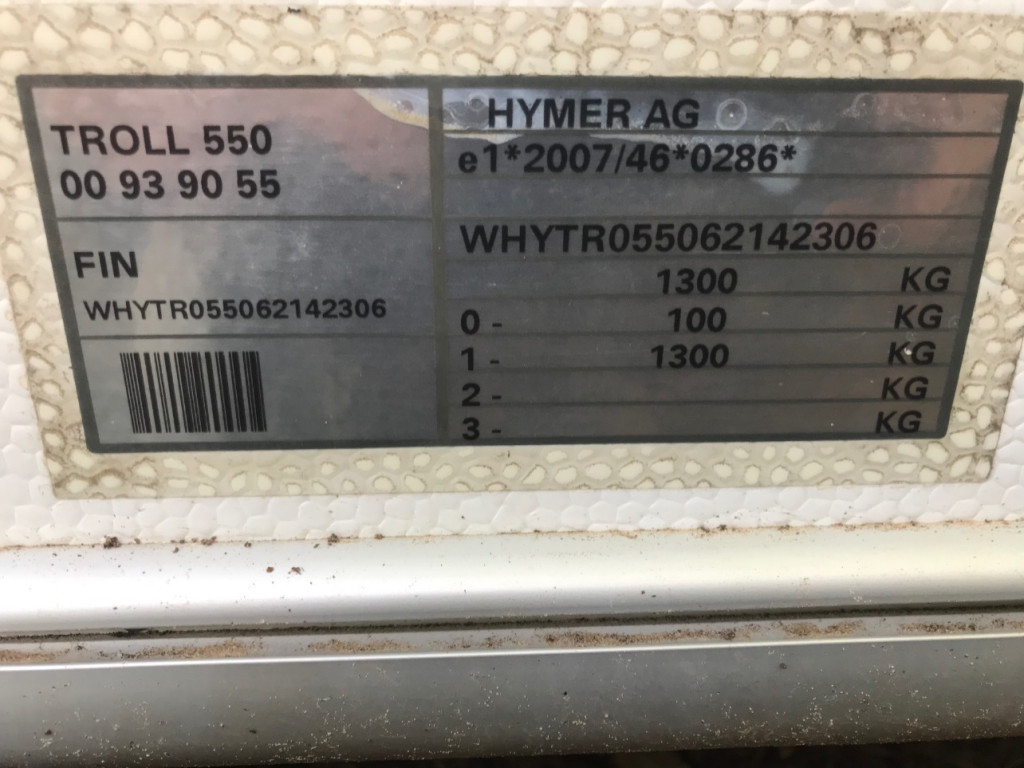 TROLL 550
00 93 90 55
FIN
WHYTR055062142306
HYMER AG
e1*2007/46*0286*
WHYTR055062142306
1300 KG
0 - 100 KG
1 - 1300 KG
2 - KG
3 - KG